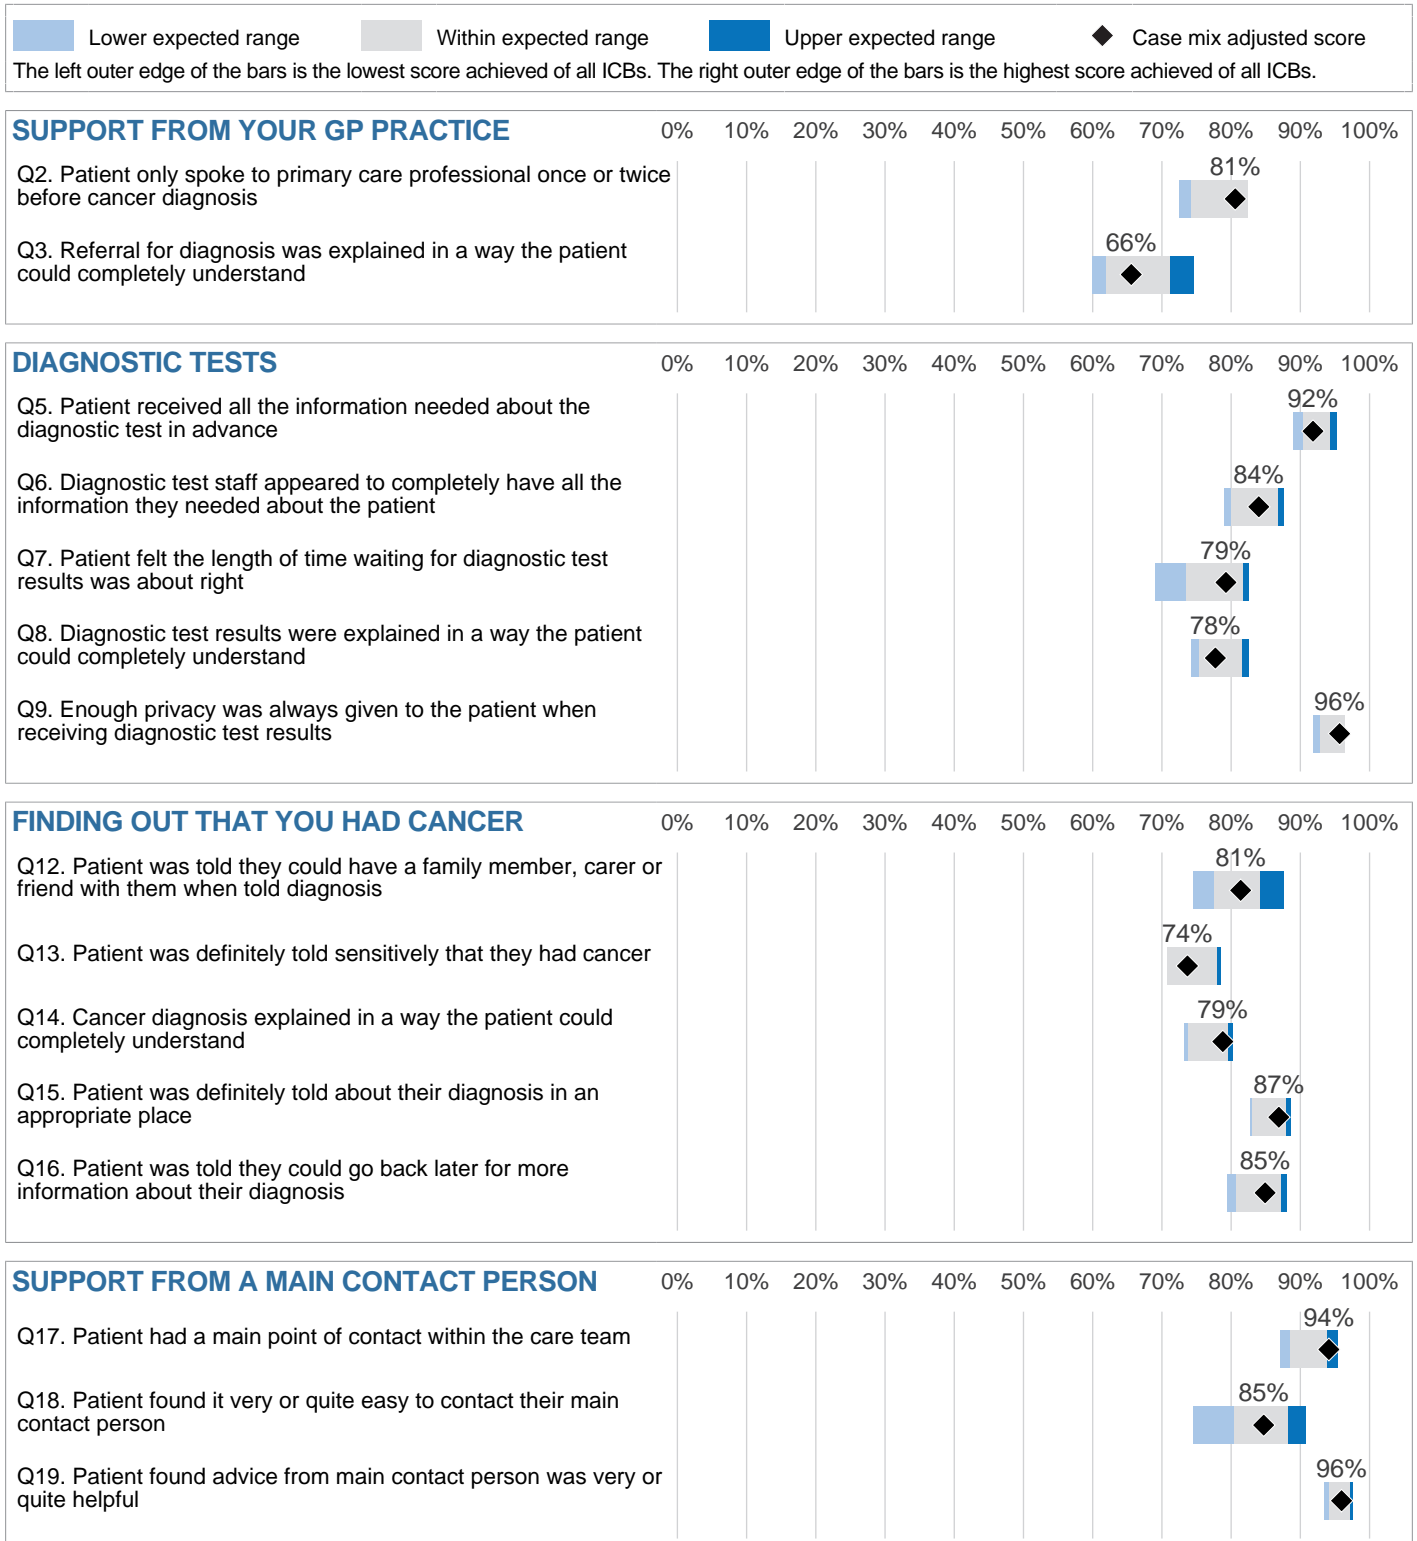 Lower expected range Within expected range Upper expected range Case mix adjusted score
The left outer edge of the bars is the lowest score achieved of all ICBs. The right outer edge of the bars is the highest score achieved of all ICBs.
SUPPORT FROM YOUR GP PRACTICE 0% 10% 20% 30% 40% 50% 60% 70% 80% 90% 100%
Q2. Patient only spoke to primary care professional once or twice
before cancer diagnosis
81%
Q3. Referral for diagnosis was explained in a way the patient
could completely understand
66%
DIAGNOSTIC TESTS 0% 10% 20% 30% 40% 50% 60% 70% 80% 90% 100%
Q5. Patient received all the information needed about the
diagnostic test in advance
92%
Q6. Diagnostic test staff appeared to completely have all the
information they needed about the patient
84%
Q7. Patient felt the length of time waiting for diagnostic test
results was about right
79%
Q8. Diagnostic test results were explained in a way the patient
could completely understand
78%
Q9. Enough privacy was always given to the patient when
receiving diagnostic test results
96%
FINDING OUT THAT YOU HAD CANCER 0% 10% 20% 30% 40% 50% 60% 70% 80% 90% 100%
Q12. Patient was told they could have a family member, carer or
friend with them when told diagnosis
81%
Q13. Patient was definitely told sensitively that they had cancer
74%
Q14. Cancer diagnosis explained in a way the patient could
completely understand
79%
Q15. Patient was definitely told about their diagnosis in an
appropriate place
87%
Q16. Patient was told they could go back later for more
information about their diagnosis
85%
SUPPORT FROM A MAIN CONTACT PERSON 0% 10% 20% 30% 40% 50% 60% 70% 80% 90% 100%
Q17. Patient had a main point of contact within the care team
94%
Q18. Patient found it very or quite easy to contact their main
contact person
85%
Q19. Patient found advice from main contact person was very or
quite helpful
96%